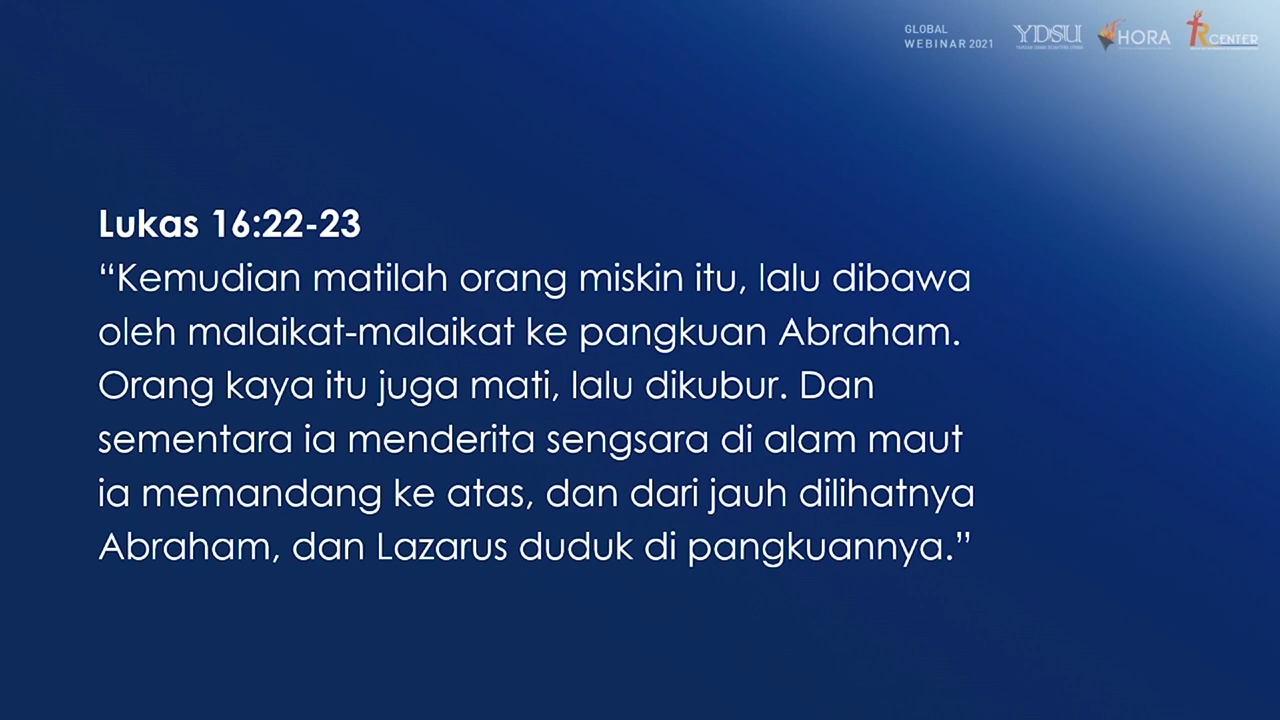 GLOBAL
WEBINAR 2021
YDSU
HORA
RCENTER
Lukas 16:22-23
“Kemudian matilah orang miskin itu, lalu dibawa
oleh malaikat-malaikat ke pangkuan Abraham.
Orang kaya itu juga mati, lalu dikubur. Dan
sementara ia menderita sengsara di alam maut
ia memandang ke atas, dan dari jauh dilihatnya
Abraham, dan Lazarus duduk di pangkuannya.”